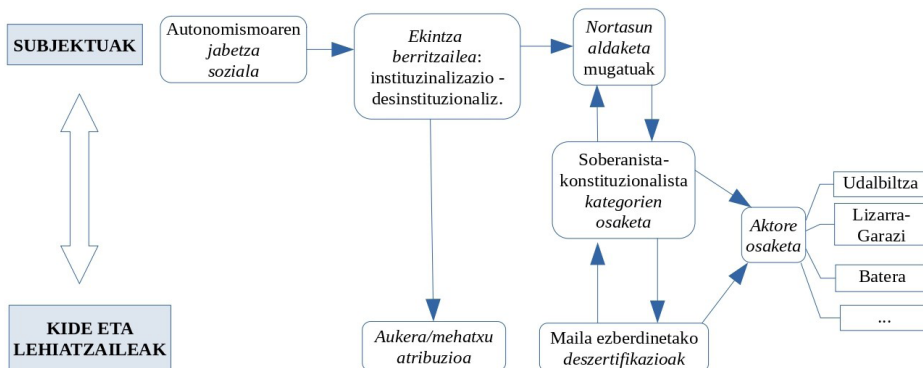 SUBJEKTUAK
Autonomismoaren
jabetza
soziala
Ekintza
berritzailea:
instituzinalizazio -
desinstituzionaliz.
Nortasun
aldaketa
mugatuak
Soberanista-
konstituzionalista
kategorien
osaketa
Aktore
osaketa
Udalbiltza
Lizarra-
Garazi
Batera
...
KIDE ETA
LEHIATZAILEAK
Aukera/mehatxu
atribuzioa
Maila ezberdinetako
deszertifikazioak